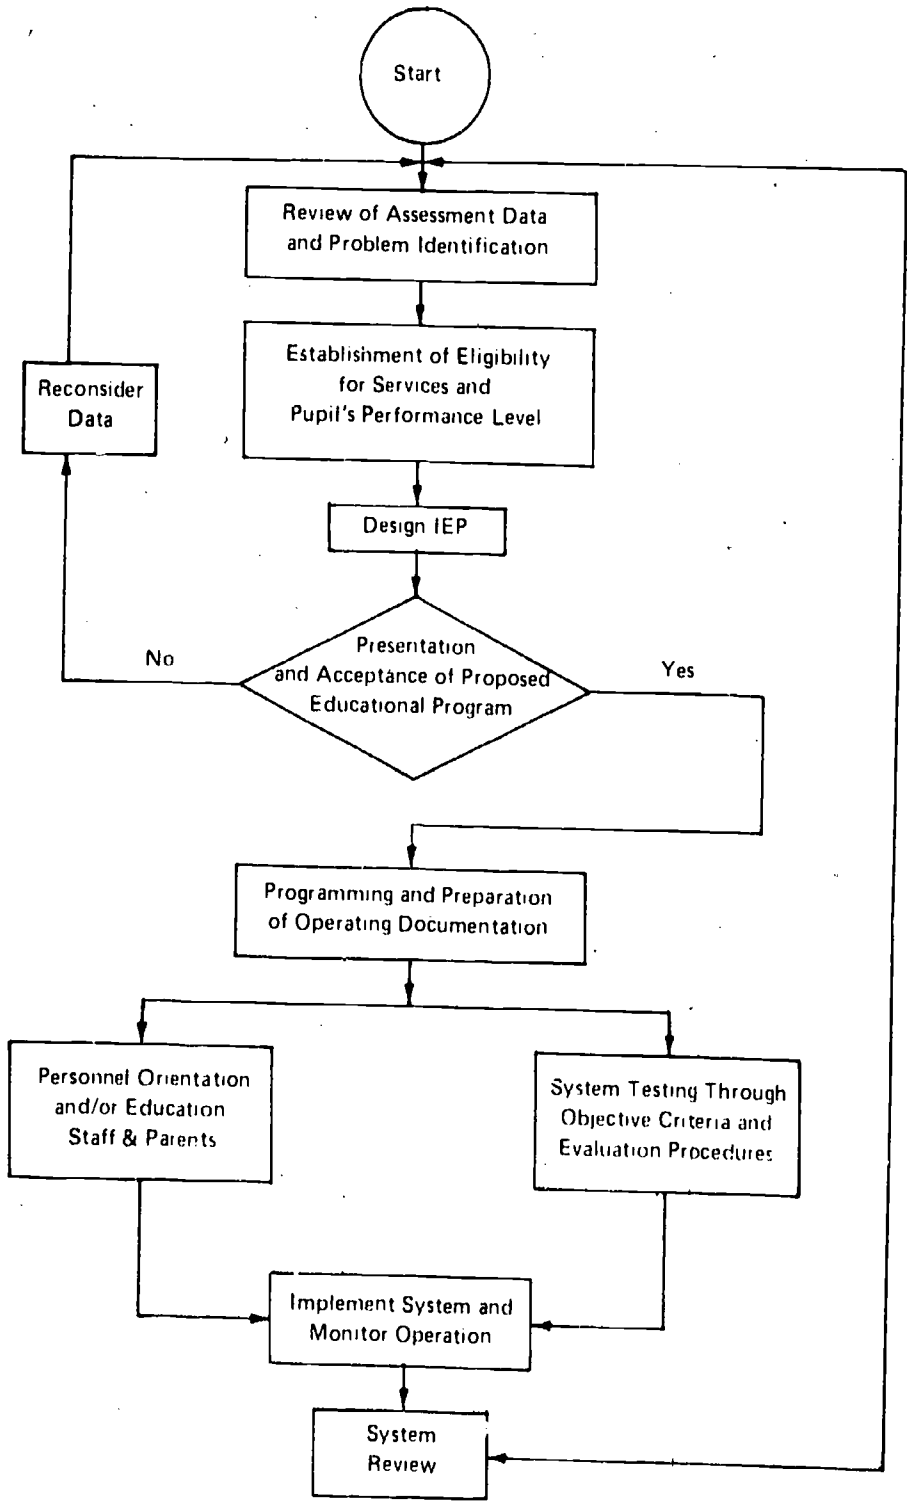 Start
Review of Assessment Data
and Problem Identification
Establishment of Eligibility
for Services and
Pupil's Performance Level
Reconsider
Data
Design IEP
Presentation
and Acceptance of Proposed
Educational Program
No
Yes
Programming and Preparation
of Operating Documentation
Personnel Orientation
and/or Education
Staff & Parents
System Testing Through
Objective Criteria and
Evaluation Procedures
Implement System and
Monitor Operation
System
Review